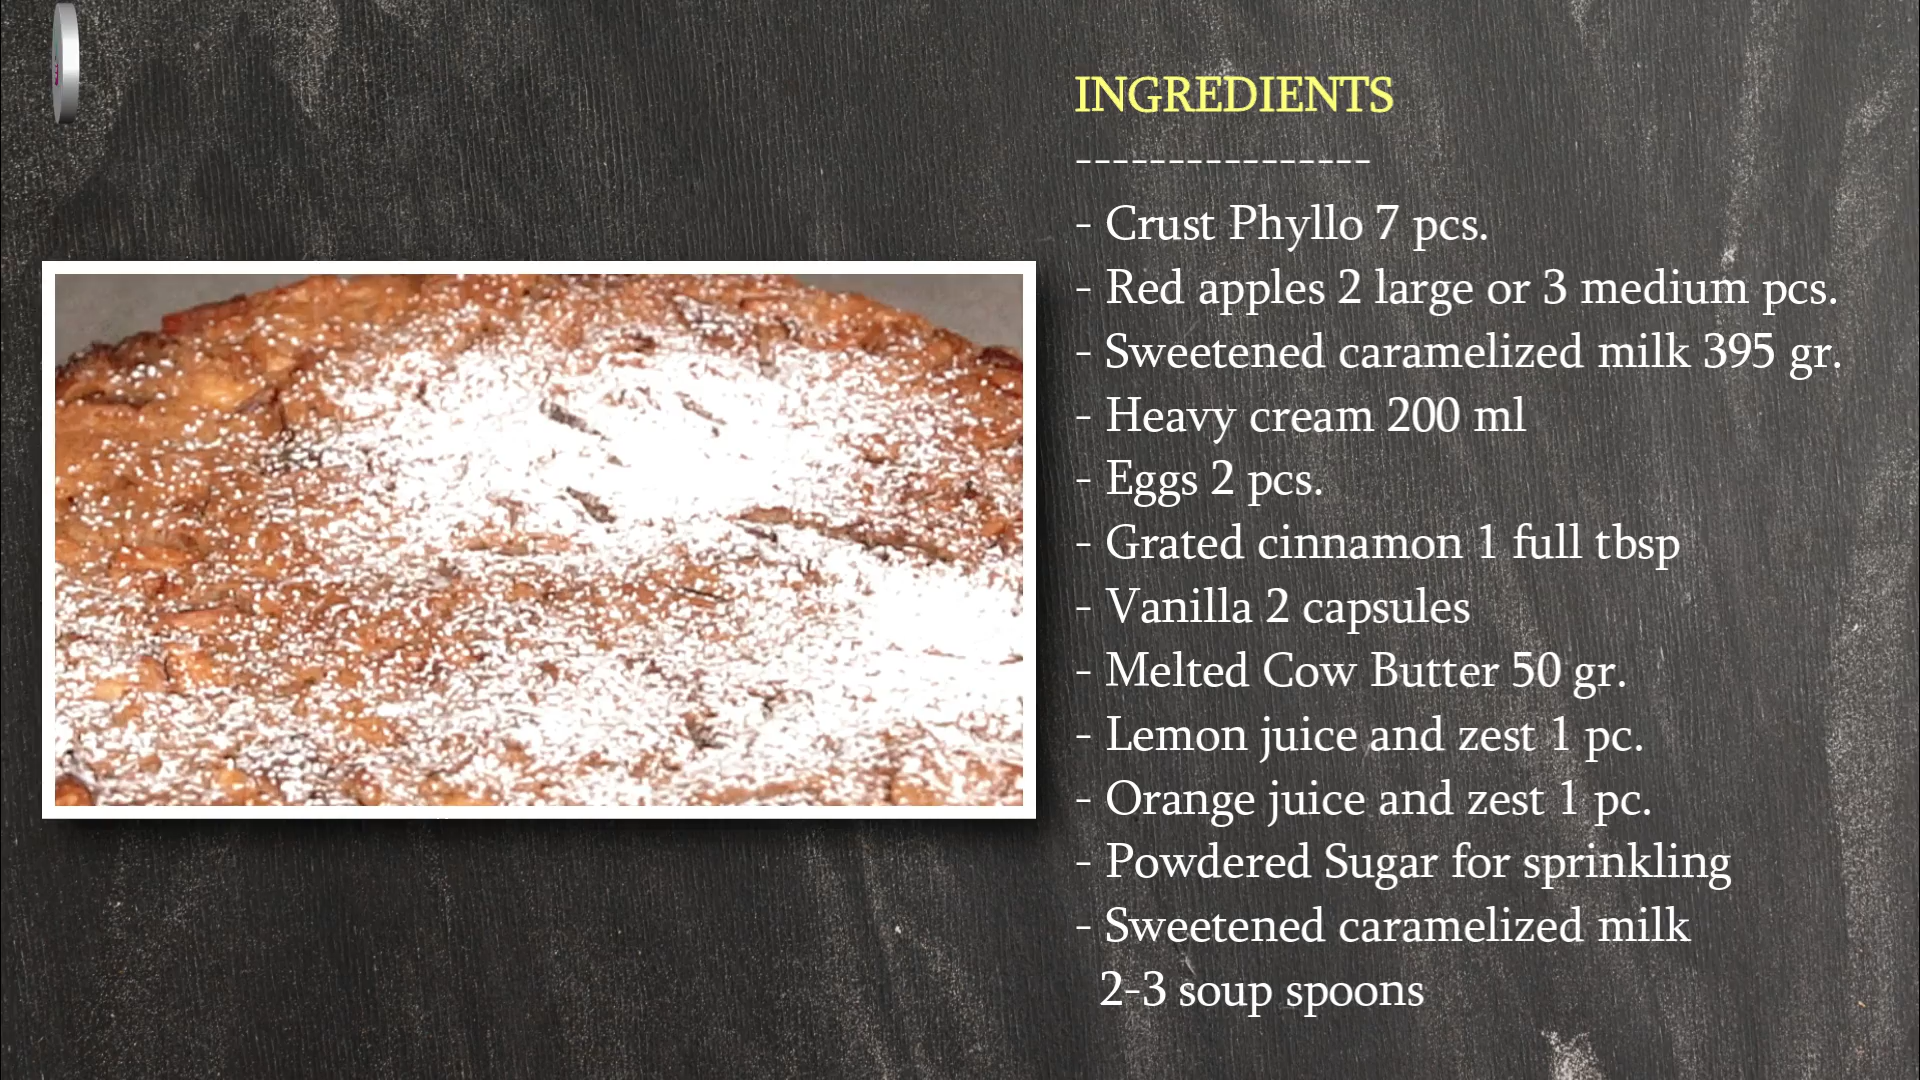 INGREDIENTS
----------------
- Crust Phyllo 7 pcs.
- Red apples 2 large or 3 medium pcs.
- Sweetened caramelized milk 395 gr.
- Heavy cream 200 ml
- Eggs 2 pcs.
- Grated cinnamon 1 full tbsp
- Vanilla 2 capsules
- Melted Cow Butter 50 gr.
- Lemon juice and zest 1 pc.
- Orange juice and zest 1 pc.
- Powdered Sugar for sprinkling
- Sweetened caramelized milk
2-3 soup spoons